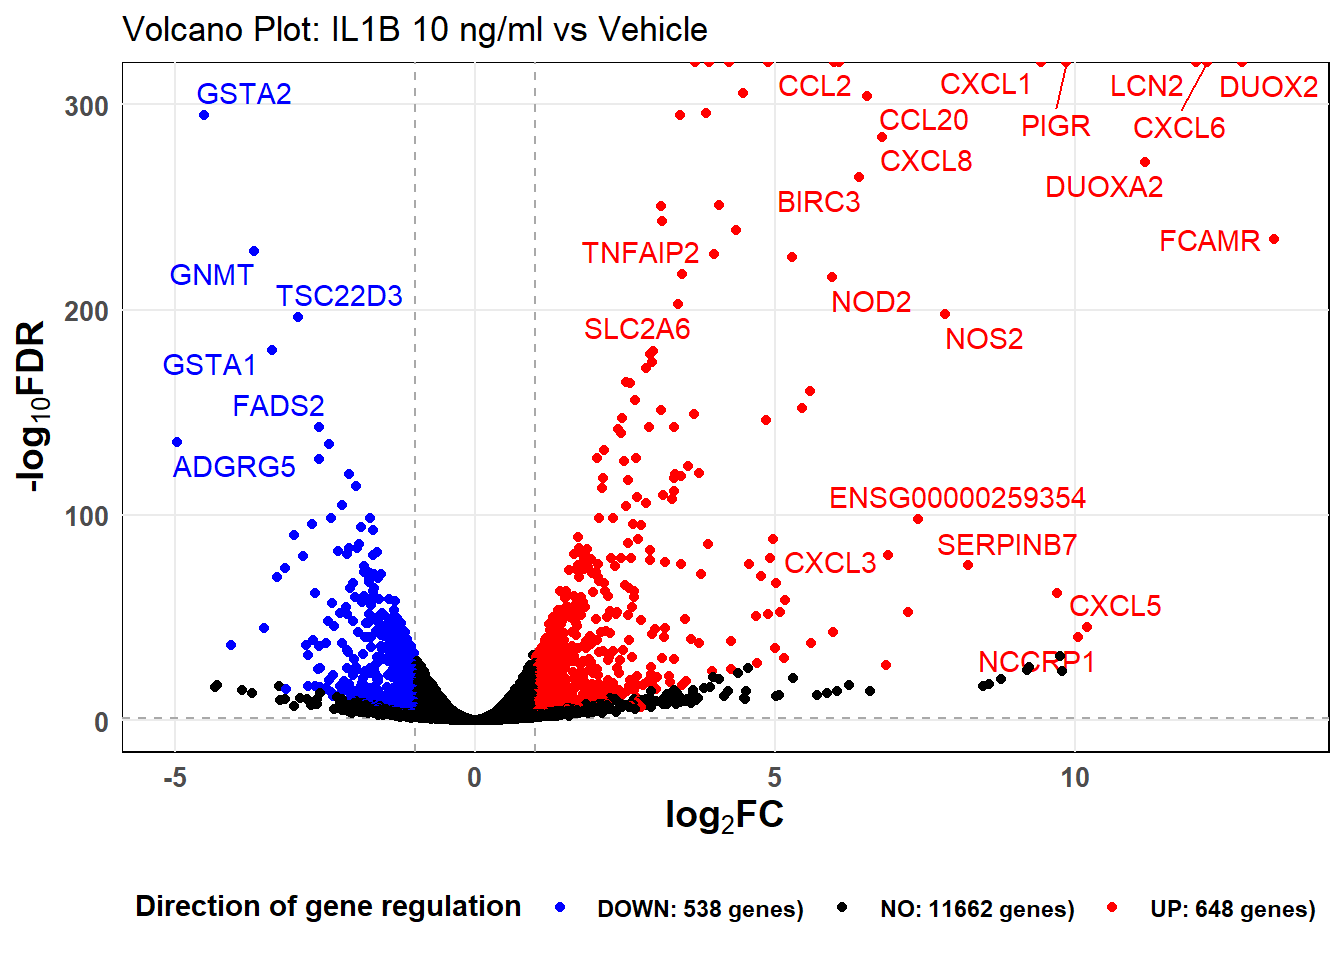 Volcano Plot: IL1B 10 ng/ml vs Vehicle
GSTA2
CCL2
CXCL1
LCN2
DUOX2
300
CCL20
PIGR
CXCL6
CXCL8
BIRC3
DUOXA2
TNFAIP2
FCAMR
GNMT
TSC22D3
NOD2
200
SLC2A6
NOS2
GSTA1
FADS2
ADGRG5
ENSG00000259354
100
SERPINB7
CXCL3
CXCL5
NCCRP1
0
-log10FDR
-5
0
5
10
log2FC
Direction of gene regulation DOWN: 538 genes) NO: 11662 genes) UP: 648 genes)